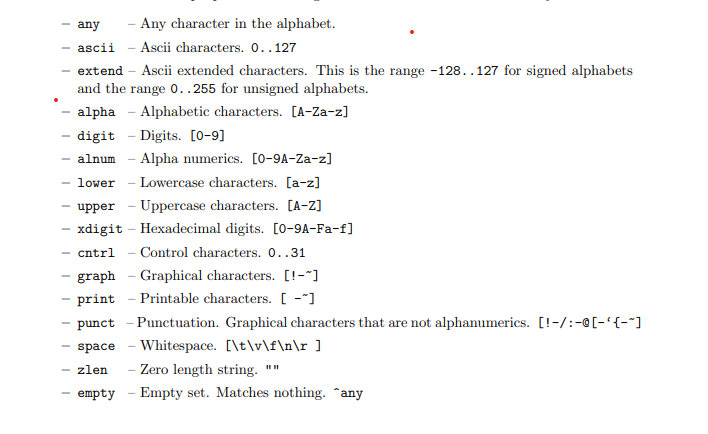 – any – Any character in the alphabet.
– ascii – Ascii characters. 0..127
– extend – Ascii extended characters. This is the range -128..127 for signed alphabets
and the range 0..255 for unsigned alphabets.
– alpha – Alphabetic characters. [A-Za-z]
– digit – Digits. [0-9]
– alnum – Alpha numerics. [0-9A-Za-z]
– lower – Lowercase characters. [a-z]
– upper – Uppercase characters. [A-Z]
– xdigit – Hexadecimal digits. [0-9A-Fa-f]
– cntrl – Control characters. 0..31
– graph – Graphical characters. [!-~]
– print – Printable characters. [ -~]
– punct – Punctuation. Graphical characters that are not alphanumerics. [!-/:-@[-‘{-~]
– space – Whitespace. [\t\v\f\n\r ]
– zlen – Zero length string. ""
– empty – Empty set. Matches nothing. ^any